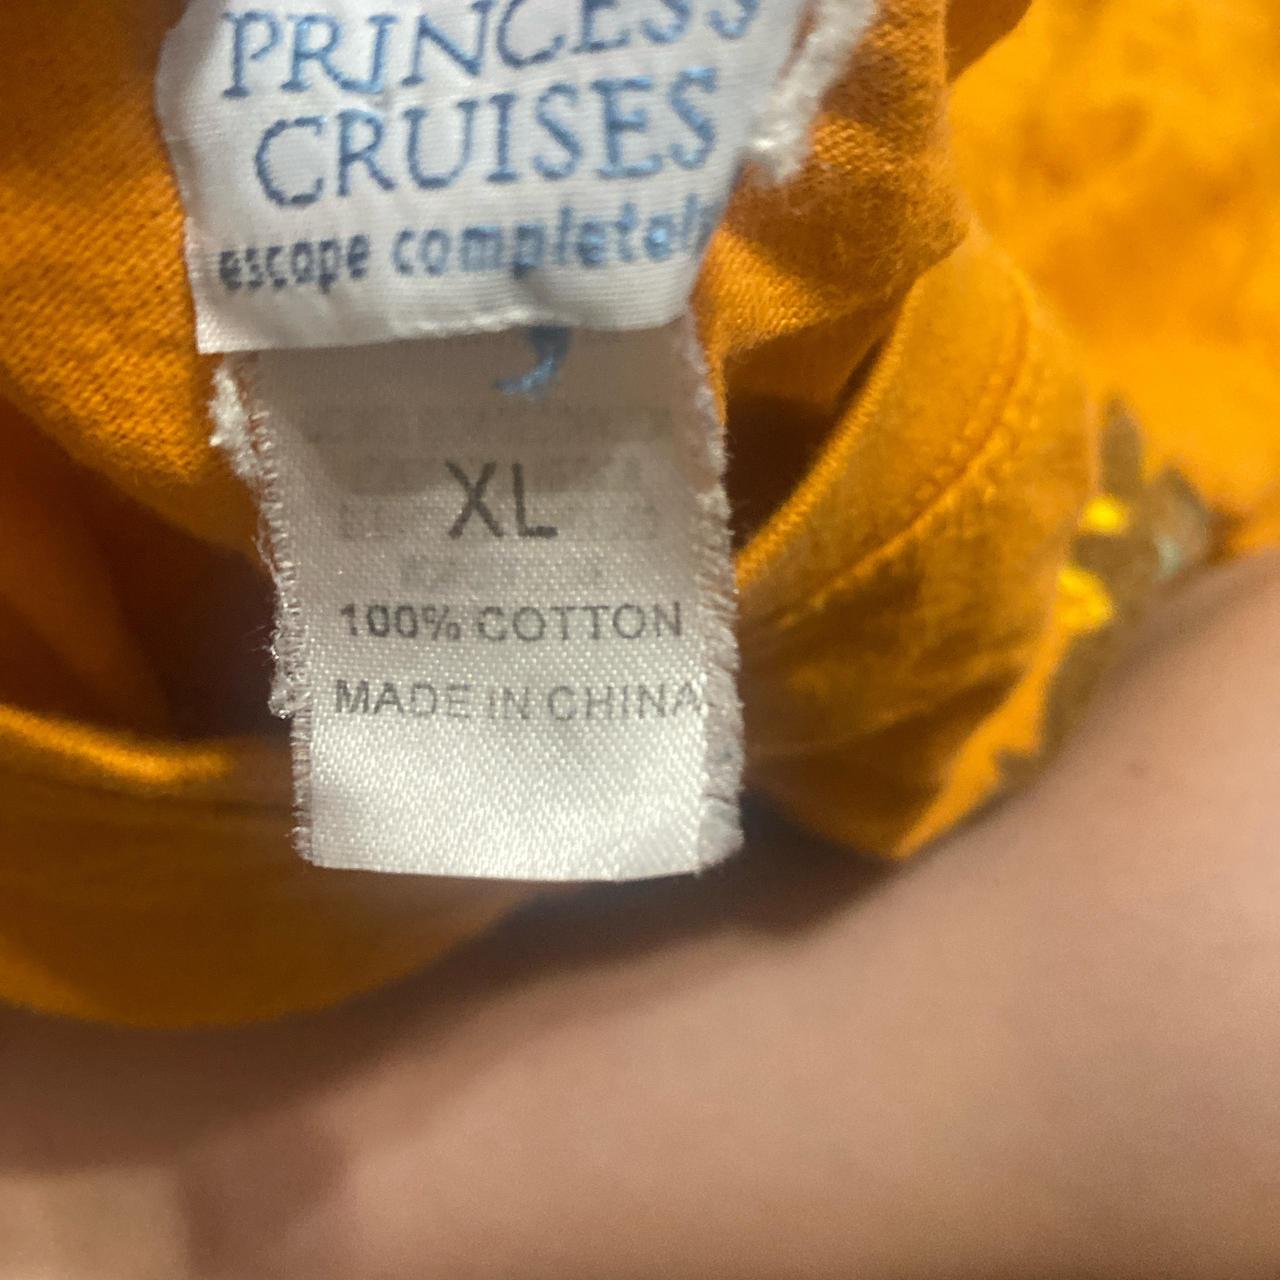 PRINCESS
CRUISES
escape completely
XL
100% COTTON
MADE IN CHINA